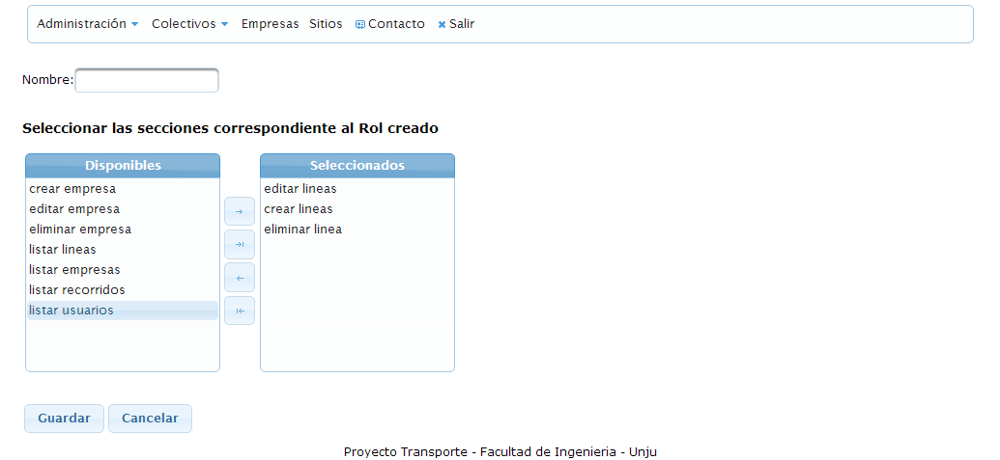 Administración Colectivos Empresas Sitios Contacto Salir
Nombre:
Seleccionar las secciones correspondiente al Rol creado
Disponibles
crear empresa
editar empresa
eliminar empresa
listar lineas
listar empresas
listar recorridos
listar usuarios
Seleccionados
editar lineas
crear lineas
eliminar linea
Guardar Cancelar
Proyecto Transporte - Facultad de Ingenieria - Unju